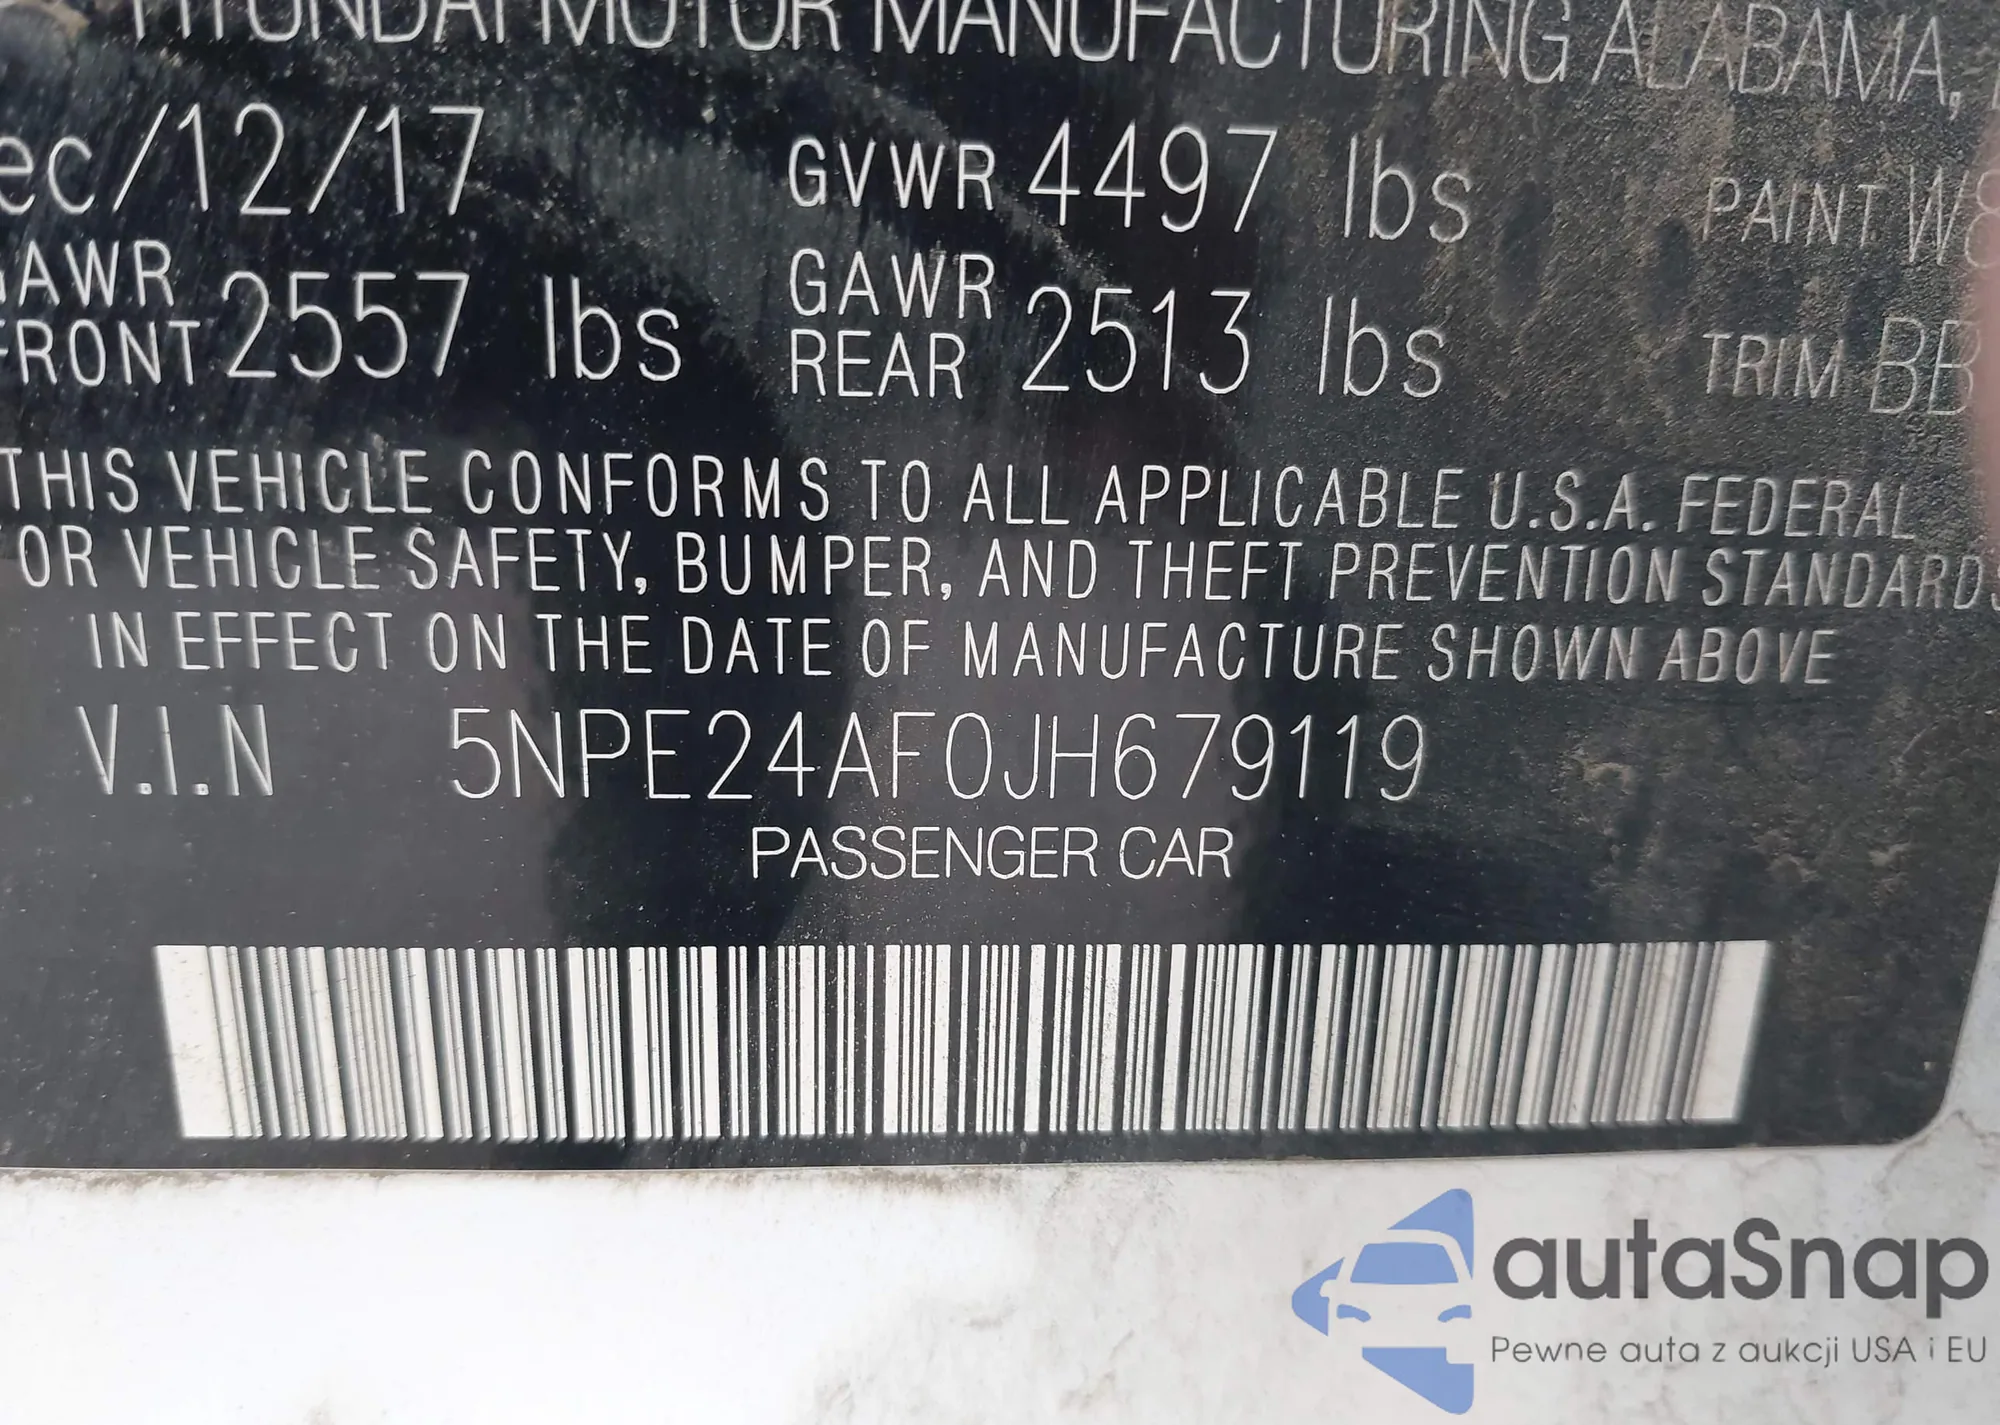 HYUNDAI MOTOR MANUFACTURING ALABAMA,
ec/12/17 GVWR 4497 lbs PAINT W8
GAWR FRONT 2557 lbs GAWR REAR 2513 lbs TRIM BB
THIS VEHICLE CONFORMS TO ALL APPLICABLE U.S.A. FEDERAL
OR VEHICLE SAFETY, BUMPER, AND THEFT PREVENTION STANDARDS
IN EFFECT ON THE DATE OF MANUFACTURE SHOWN ABOVE
V.I.N 5NPE24AF0JH679119
PASSENGER CAR
autaSnap
Pewne auta z aukcji USA i EU